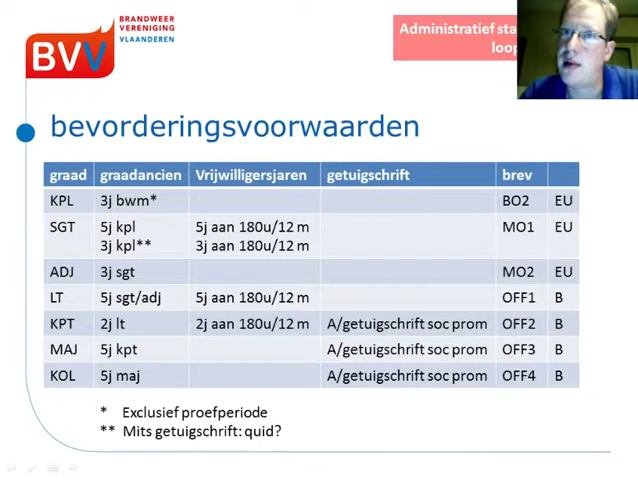 BRANDWEER
VERENIGING
VLAANDEREN
BVV
Administratief
bevorderingsvoorwaarden
graad graadancien Vrijwilligersjaren getuigschrift brev
KPL 3j bwm* BO2 EU
SGT 5j kpl 5j aan 180u/12 m MO1 EU
3j kpl** 3j aan 180u/12 m
ADJ 3j sgt MO2 EU
LT 5j sgt/adj 5j aan 180u/12 m OFF1 B
KPT 2j lt 2j aan 180u/12 m A/getuigschrift soc prom OFF2 B
MAJ 5j kpt A/getuigschrift soc prom OFF3 B
KOL 5j maj A/getuigschrift soc prom OFF4 B
* Exclusief proefperiode
** Mits getuigschrift: quid?